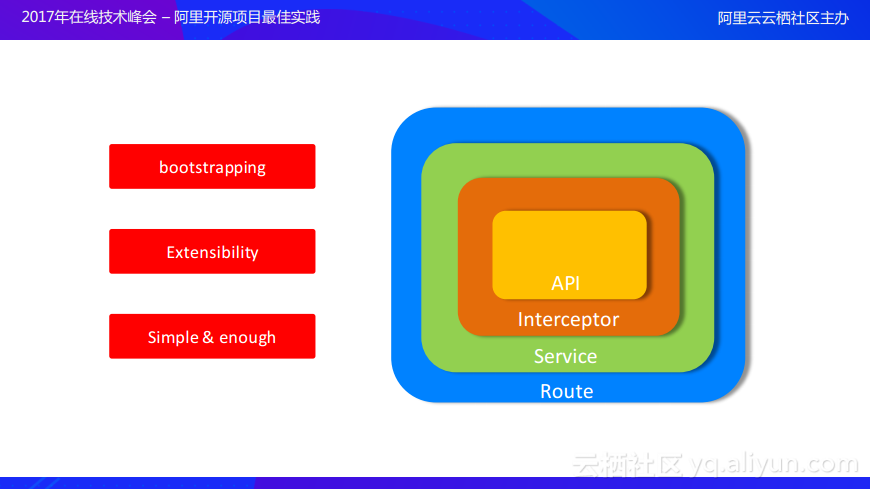 2017年在线技术峰会 – 阿里开源项目最佳实践
阿里云云栖社区主办
bootstrapping
Extensibility
Simple & enough
API
Interceptor
Service
Route
云栖社区 yq.aliyun.com